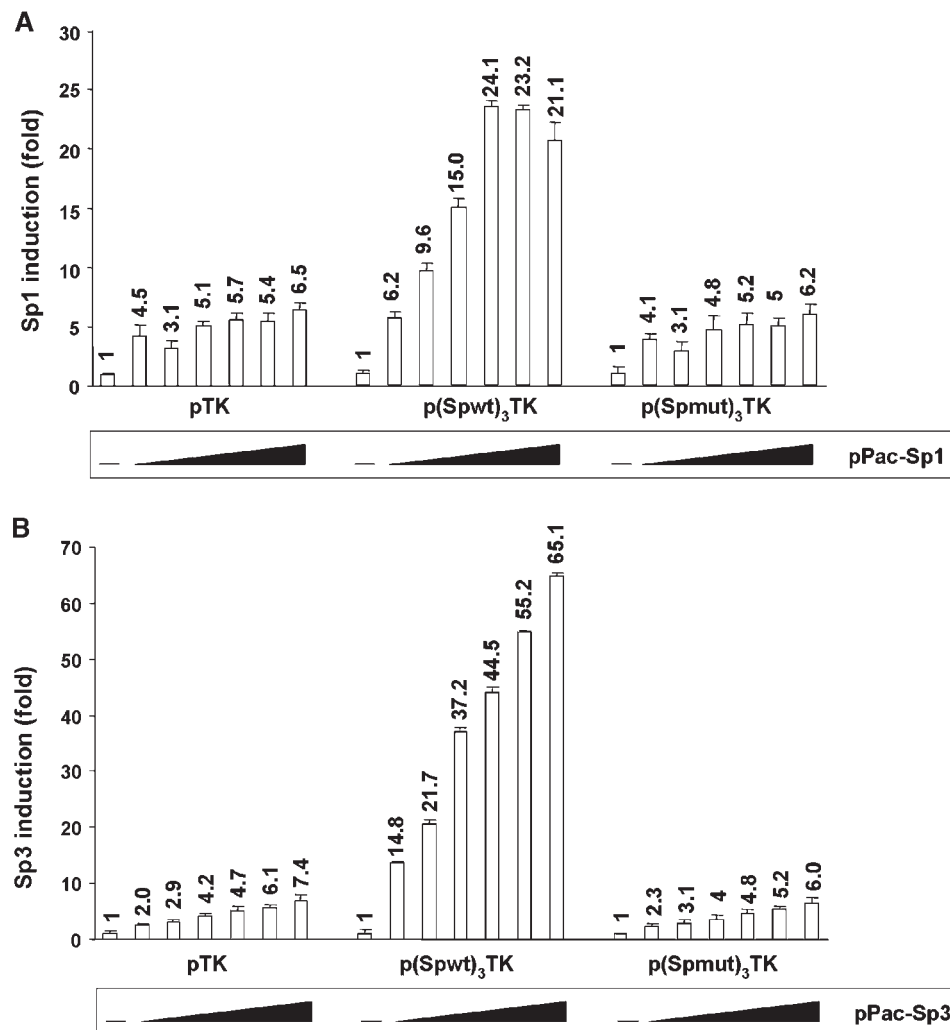 A
Sp1 induction (fold)
30
25
20
15
10
5
0
1 4.5 3.1 5.1 5.7 5.4 6.5
1 6.2 9.6 15.0 24.1 23.2 21.1
1 4.1 3.1 4.8 5.2 5 6.2
pTK p(Spwt)3TK p(Spmut)3TK
pPac-Sp1
B
Sp3 induction (fold)
70
60
50
40
30
20
10
0
1 2.0 2.9 4.2 4.7 6.1 7.4
1 14.8 21.7 37.2 44.5 55.2 65.1
1 2.3 3.1 4 4.8 5.2 6.0
pTK p(Spwt)3TK p(Spmut)3TK
pPac-Sp3